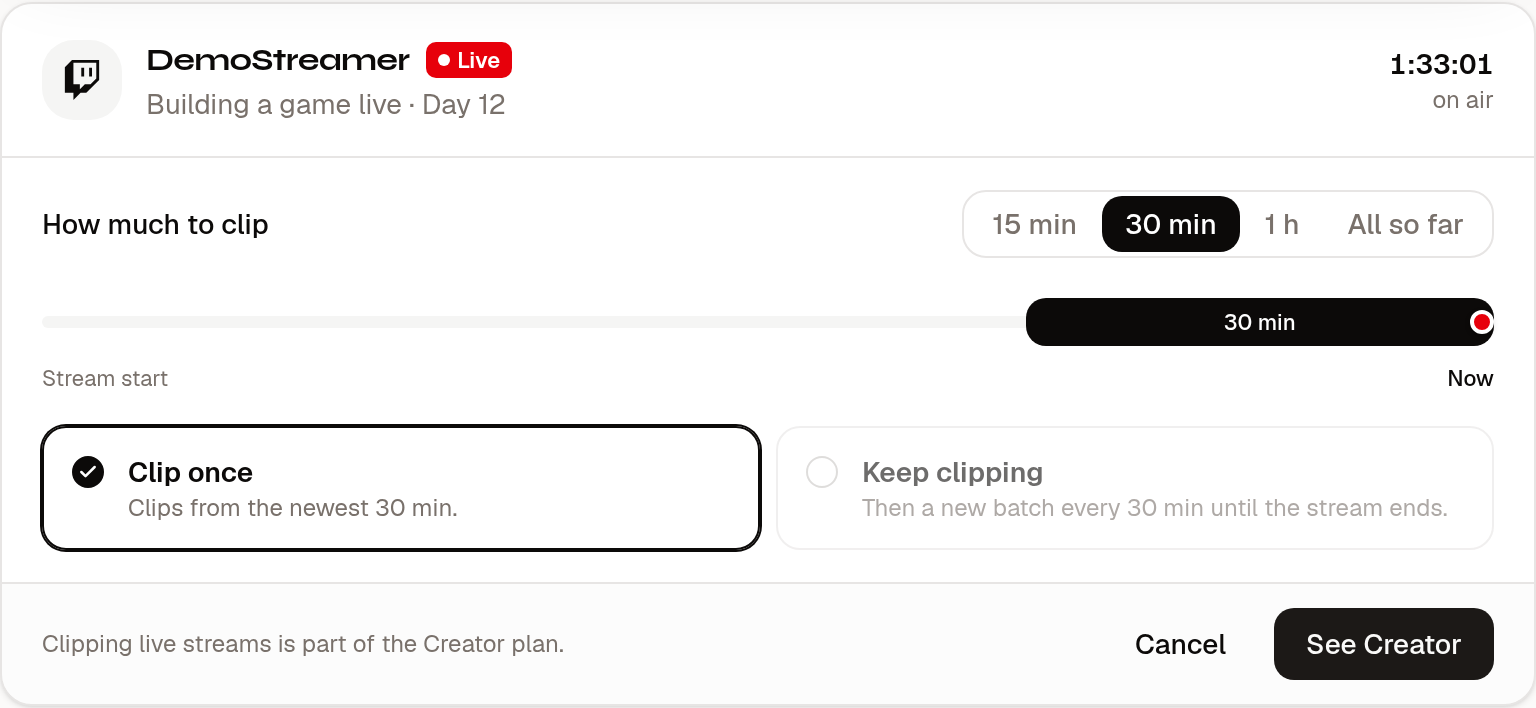 DemoStreamer
Live
1:33:01
Building a game live · Day 12
on air
How much to clip
15 min
30 min
1 h
All so far
30 min
Stream start
Now
Clip once
Clips from the newest 30 min.
Keep clipping
Then a new batch every 30 min until the stream ends.
Clipping live streams is part of the Creator plan.
Cancel
See Creator